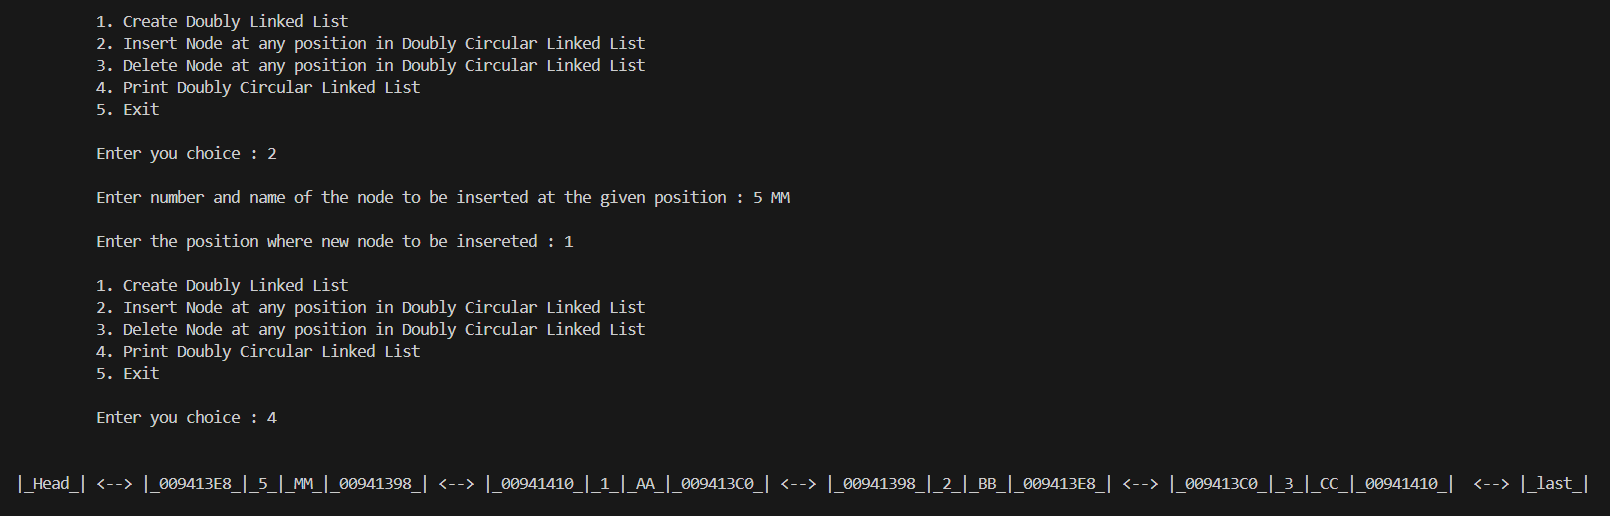 1. Create Doubly Linked List
2. Insert Node at any position in Doubly Circular Linked List
3. Delete Node at any position in Doubly Circular Linked List
4. Print Doubly Circular Linked List
5. Exit
Enter you choice : 2
Enter number and name of the node to be inserted at the given position : 5 MM
Enter the position where new node to be insereted : 1
1. Create Doubly Linked List
2. Insert Node at any position in Doubly Circular Linked List
3. Delete Node at any position in Doubly Circular Linked List
4. Print Doubly Circular Linked List
5. Exit
Enter you choice : 4
|_Head_| <--> |_009413E8_|_5_|_MM_|_00941398_| <--> |_00941410_|_1_|_AA_|_009413C0_| <--> |_00941398_|_2_|_BB_|_009413E8_| <--> |_009413C0_|_3_|_CC_|_00941410_|  <--> |_last_|